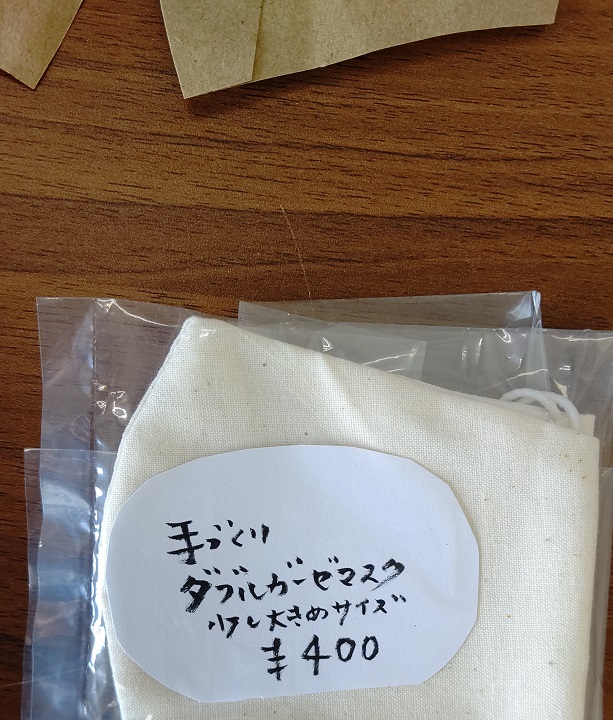 手づくり
ダブルガーゼマスク
少し大きめサイズ
¥400